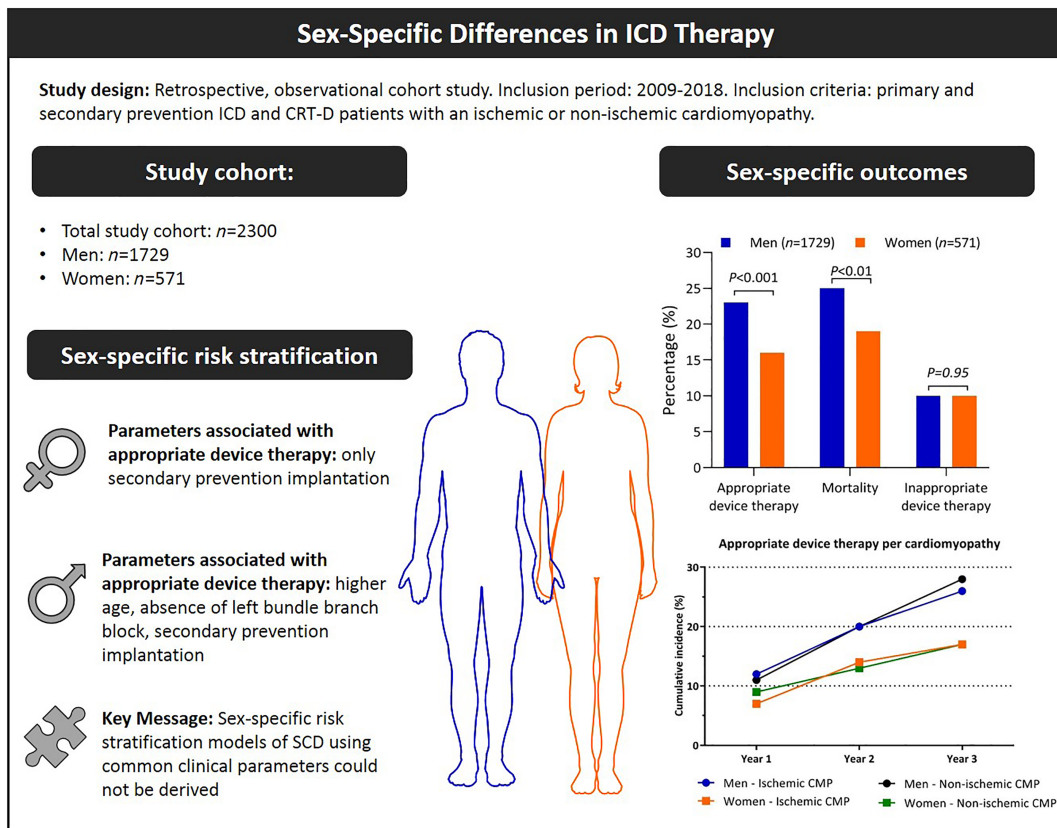 Sex-Specific Differences in ICD Therapy
Study design: Retrospective, observational cohort study. Inclusion period: 2009-2018. Inclusion criteria: primary and
secondary prevention ICD and CRT-D patients with an ischemic or non-ischemic cardiomyopathy.
Study cohort:
• Total study cohort: n=2300
• Men: n=1729
• Women: n=571
Sex-specific risk stratification
Parameters associated with
appropriate device therapy: only
secondary prevention implantation
Parameters associated with
appropriate device therapy: higher
age, absence of left bundle branch
block, secondary prevention
implantation
Key Message: Sex-specific risk
stratification models of SCD using
common clinical parameters could
not be derived
Sex-specific outcomes
Men (n=1729) Women (n=571)
Percentage (%)
30
25
20
15
10
5
0
P<0.001
P<0.01
P=0.95
Appropriate
device therapy
Mortality
Inappropriate
device therapy
Appropriate device therapy per cardiomyopathy
Cumulative incidence (%)
30
20
10
0
Year 1 Year 2 Year 3
Men - Ischemic CMP Men - Non-ischemic CMP
Women - Ischemic CMP Women - Non-ischemic CMP